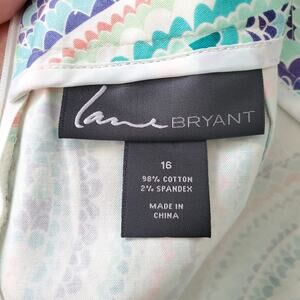 Lane BRYANT
16
98% COTTON
2% SPANDEX
MADE IN
CHINA